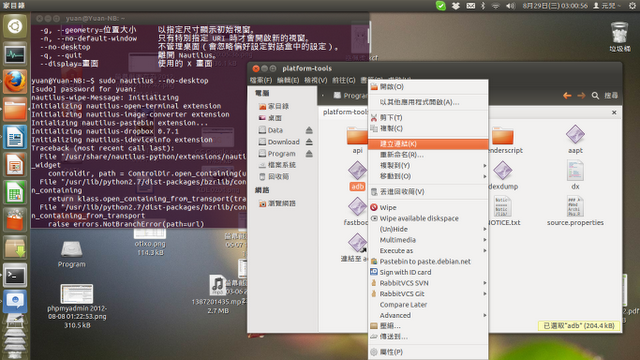 家目錄
8月29日(三) 03:00:56
元兒
yuan@Yuan-NB: ~
-g, --geometry=位置大小 以指定尺寸顯示初始視窗。
-n, --no-default-window 只有特別指定 URI 時才會開啟新的視窗。
--no-desktop 不管理桌面（會忽略偏好設定對話盒中的設定）。
-q, --quit 離開 Nautilus.
--display=畫面 使用的 X 畫面
yuan@Yuan-NB:~$ sudo nautilus --no-desktop
[sudo] password for yuan:
nautilus-wipe-Message: Initializing
Initializing nautilus-open-terminal extension
Initializing nautilus-image-converter extension
Initializing nautilus-pastebin extension...
Initializing nautilus-dropbox 0.7.1
Initializing nautilus-ideviceinfo extension
Traceback (most recent call last):
File "/usr/share/nautilus-python/extensions/nauti
_widget
controldir, path = ControlDir.open_containing(u
File "/usr/lib/python2.7/dist-packages/bzrlib/con
n_containing
return klass.open_containing_from_transport(tra
File "/usr/lib/python2.7/dist-packages/bzrlib/con
n_containing_from_transport
raise errors.NotBranchError(path=url)
platform-tools
檔案(F) 編輯(E) 檢視(V) 前往(G)
電腦
家目錄
桌面
Data
Download
Program
檔案系統
回收筒
網路
瀏覽網路
Program
搜尋
platform-tools
api
adb
fastboo
連結至 a
renderscript
aapt
dexdump
dx
NOTICE.txt
source.properties
已選取"adb" (204.4 kB)
開啟(O)
以其他應用程式開啟(A)...
剪下(T)
複製(C)
建立連結(K)
重新命名(R)...
複製到(Y)
移動到(O)
丟進回收筒(V)
Wipe
Wipe available diskspace
(Un)Hide
Multimedia
Execute as
Pastebin to paste.debian.net
Sign with ID card
RabbitVCS SVN
RabbitVCS Git
Compare Later
Advanced
壓縮...
傳送到...
屬性(P)
垃圾桶
otixo.png
114.3 kB
Program
phpmyadmin 2012-
08-08 01:22:53.png
310.5 kB
1387201435.mp
2.7 MB